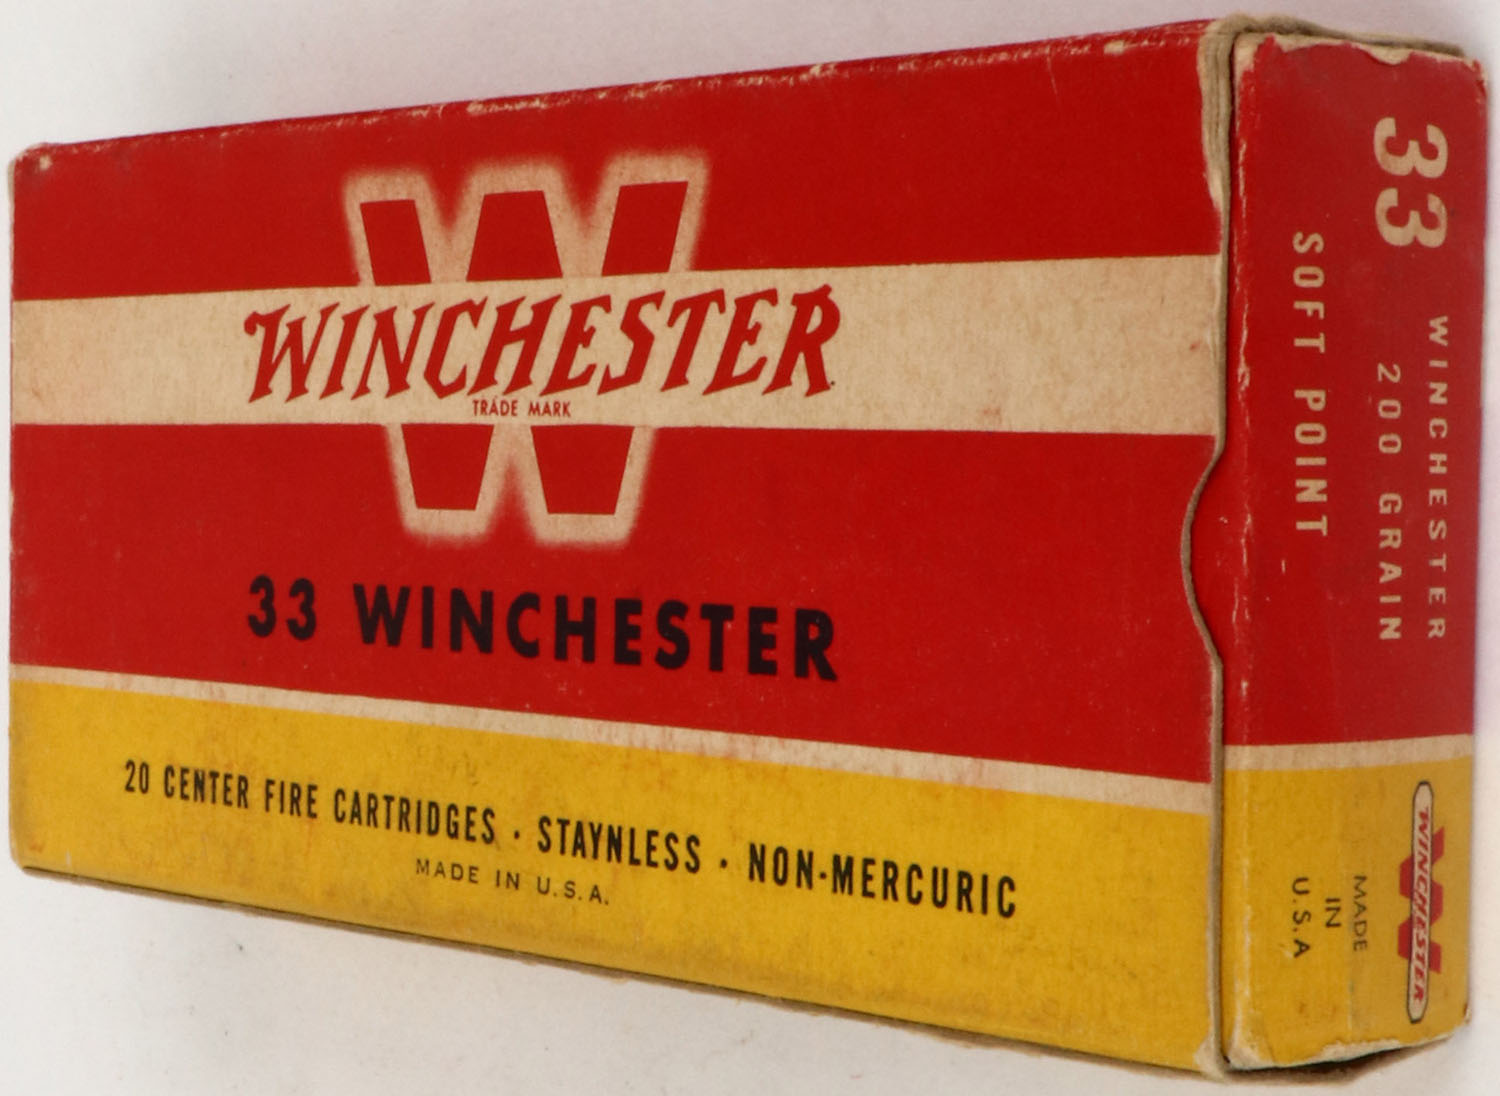 W
WINCHESTER
TRADE MARK
33 WINCHESTER
20 CENTER FIRE CARTRIDGES · STAYNLESS · NON-MERCURIC
MADE IN U.S.A.
33 WINCHESTER
200 GRAIN
SOFT POINT
W
WINCHESTER
MADE
IN
U.S.A